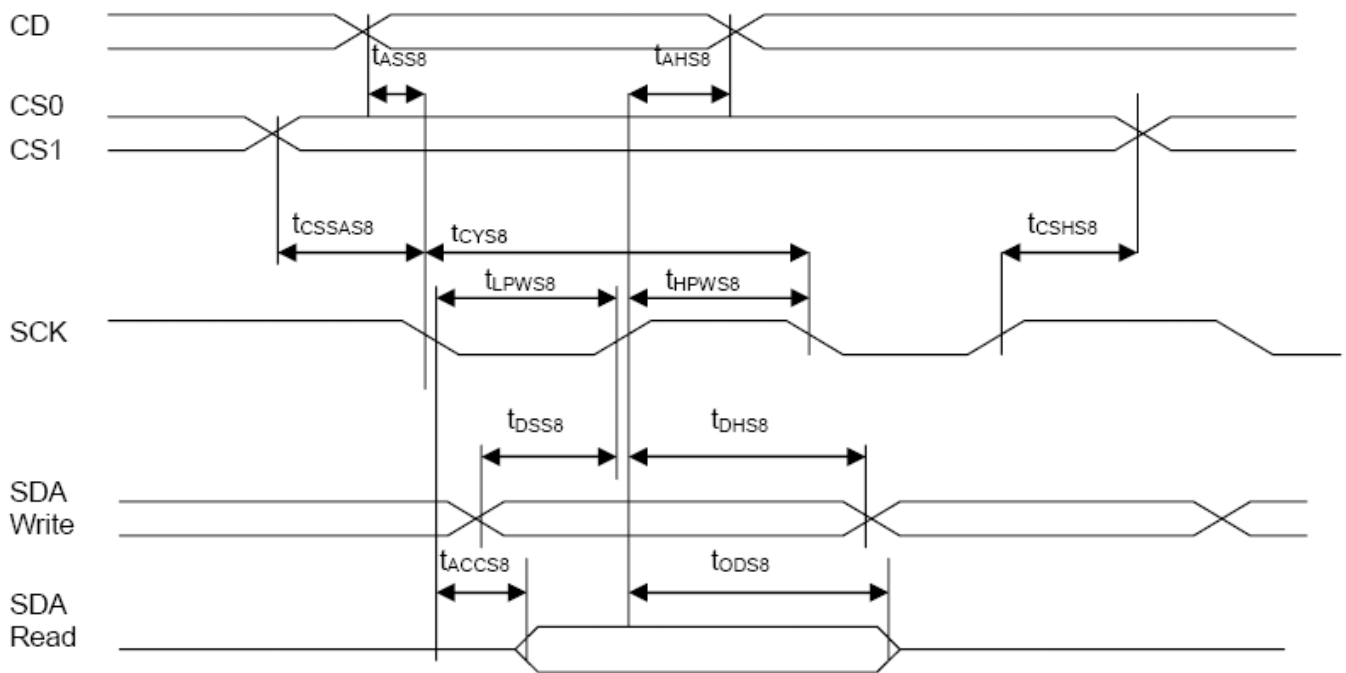 CD
tASS8
tAHS8
CS0
CS1
tCSSAS8
tCYS8
tCSHS8
tLPWS8
tHPWS8
SCK
tDSS8
tDHS8
SDA
Write
tACCS8
tODS8
SDA
Read